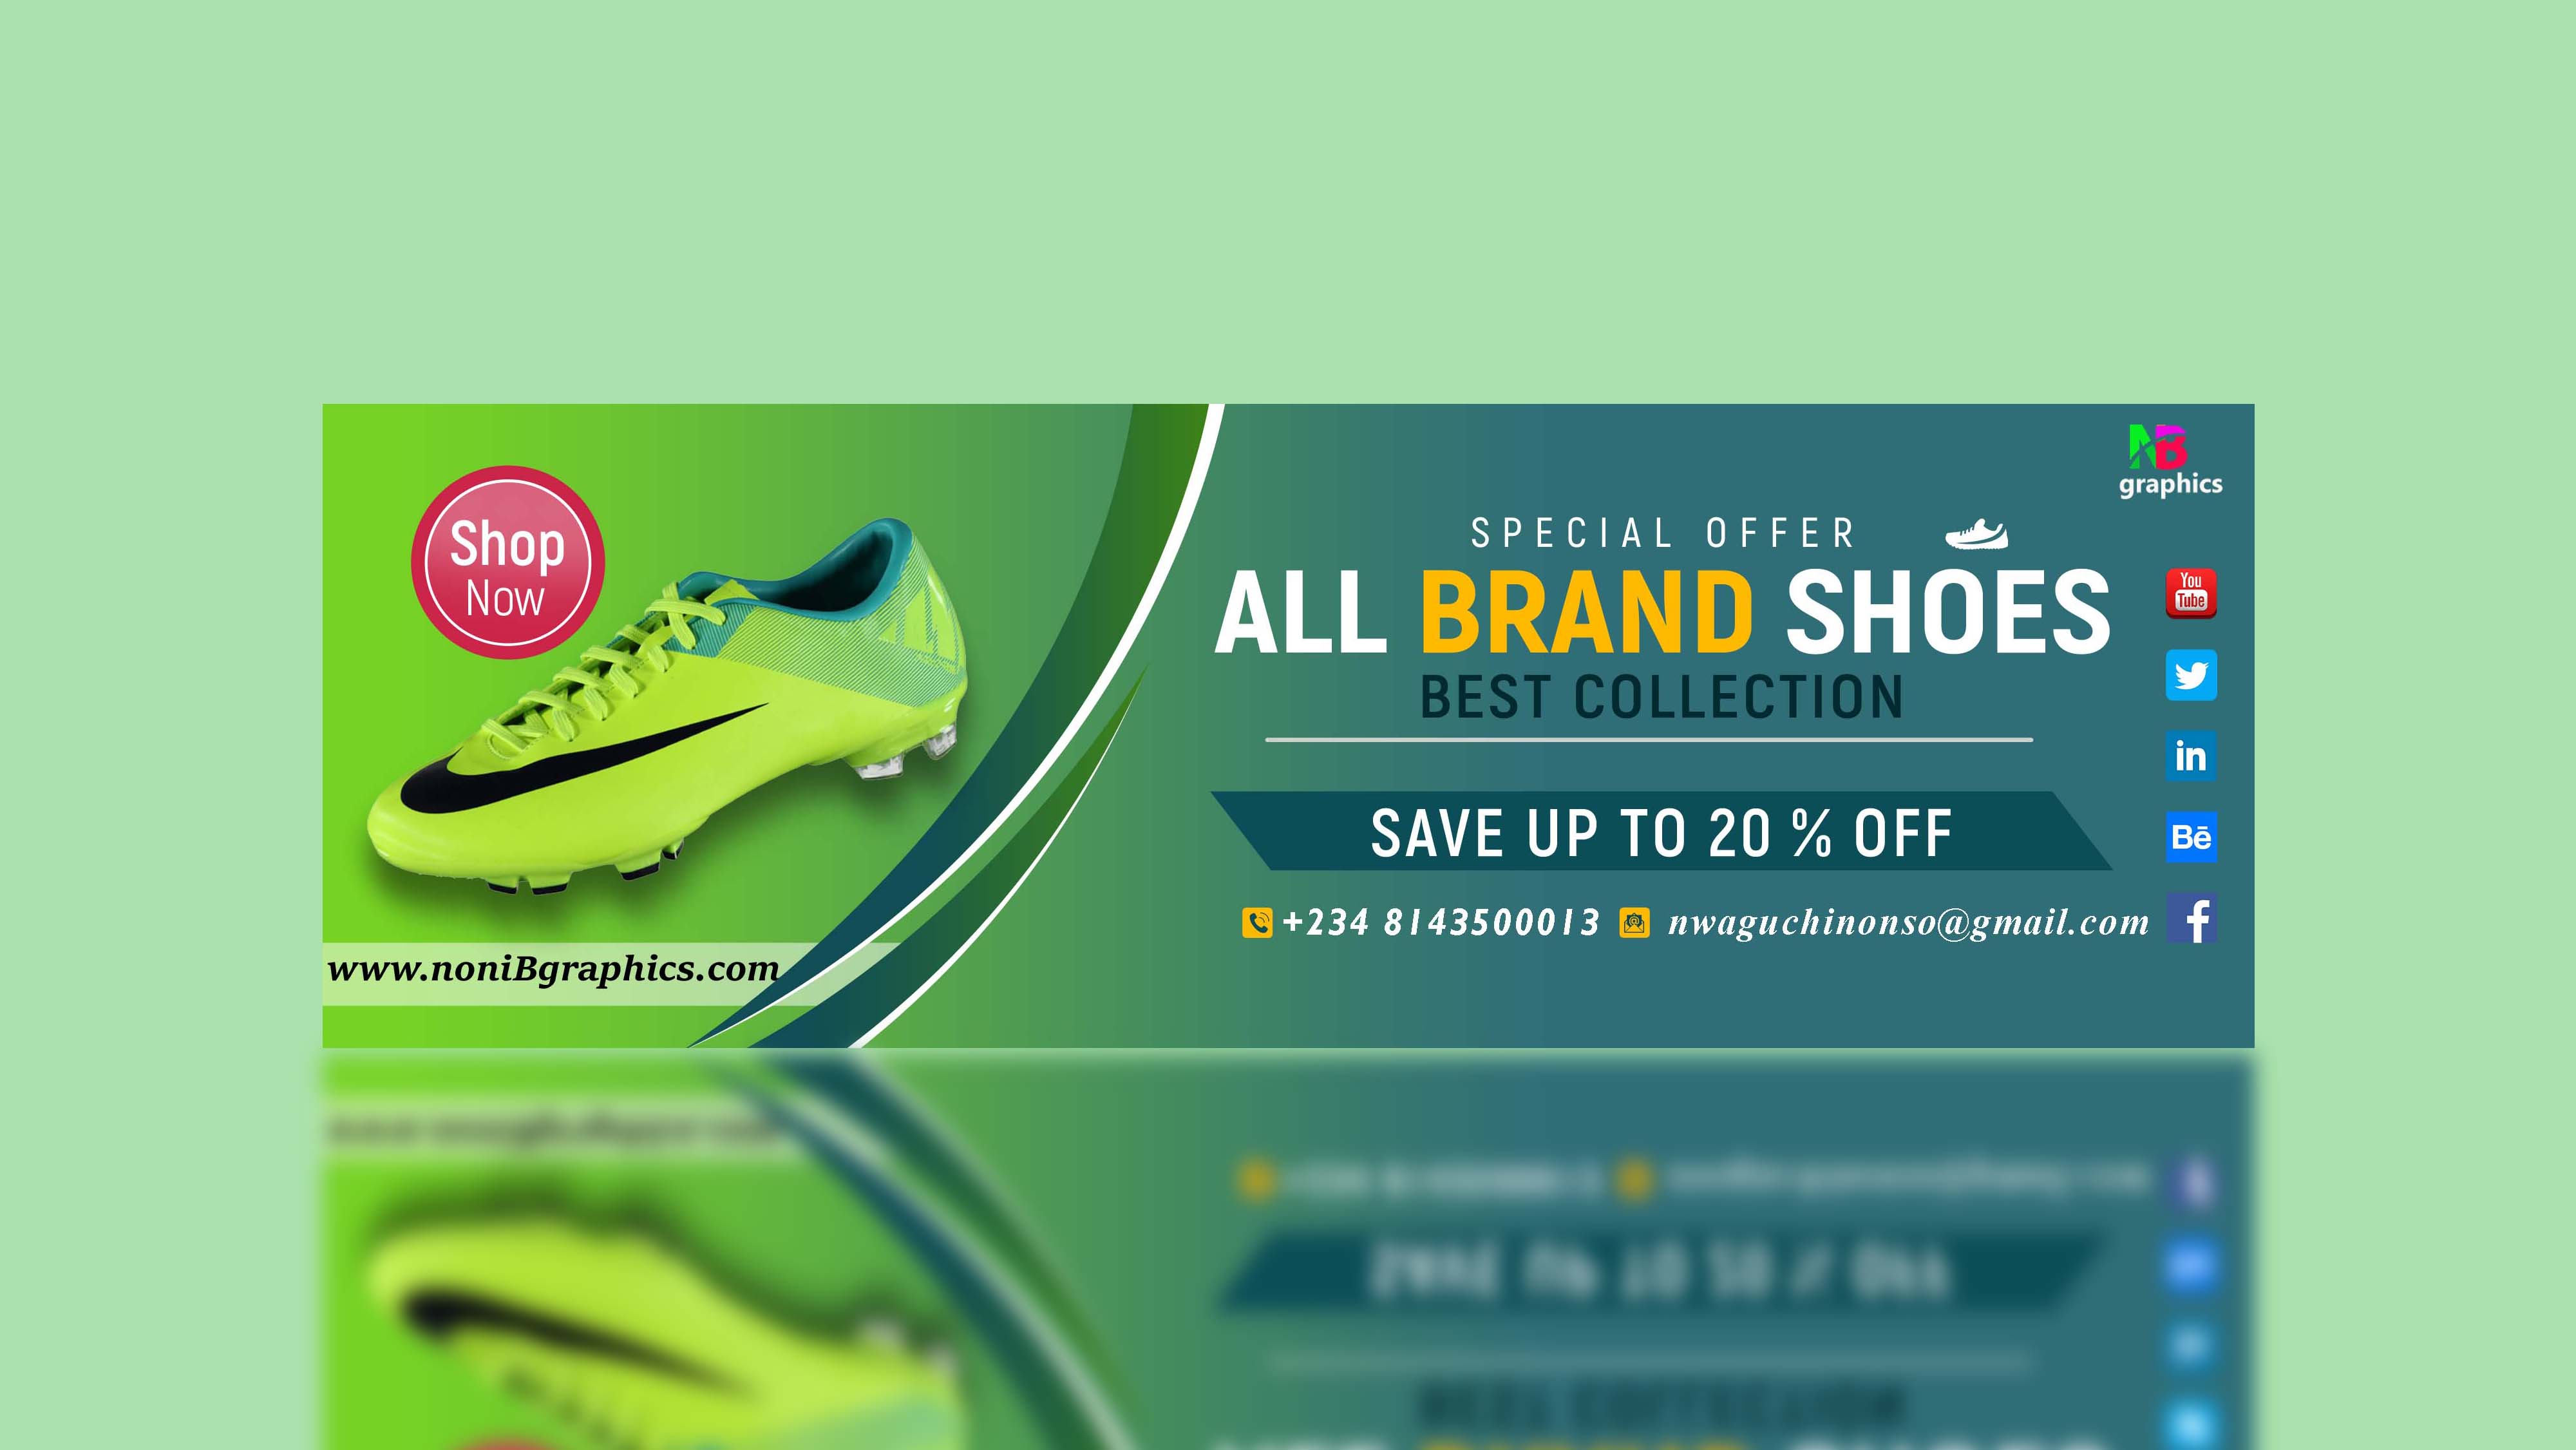 Shop
Now
www.noniBgraphics.com
NB
graphics
SPECIAL OFFER
ALL BRAND SHOES
BEST COLLECTION
SAVE UP TO 20 % OFF
+234 8143500013 nwaguchinonso@gmail.com
You
Tube
in
Bē
f